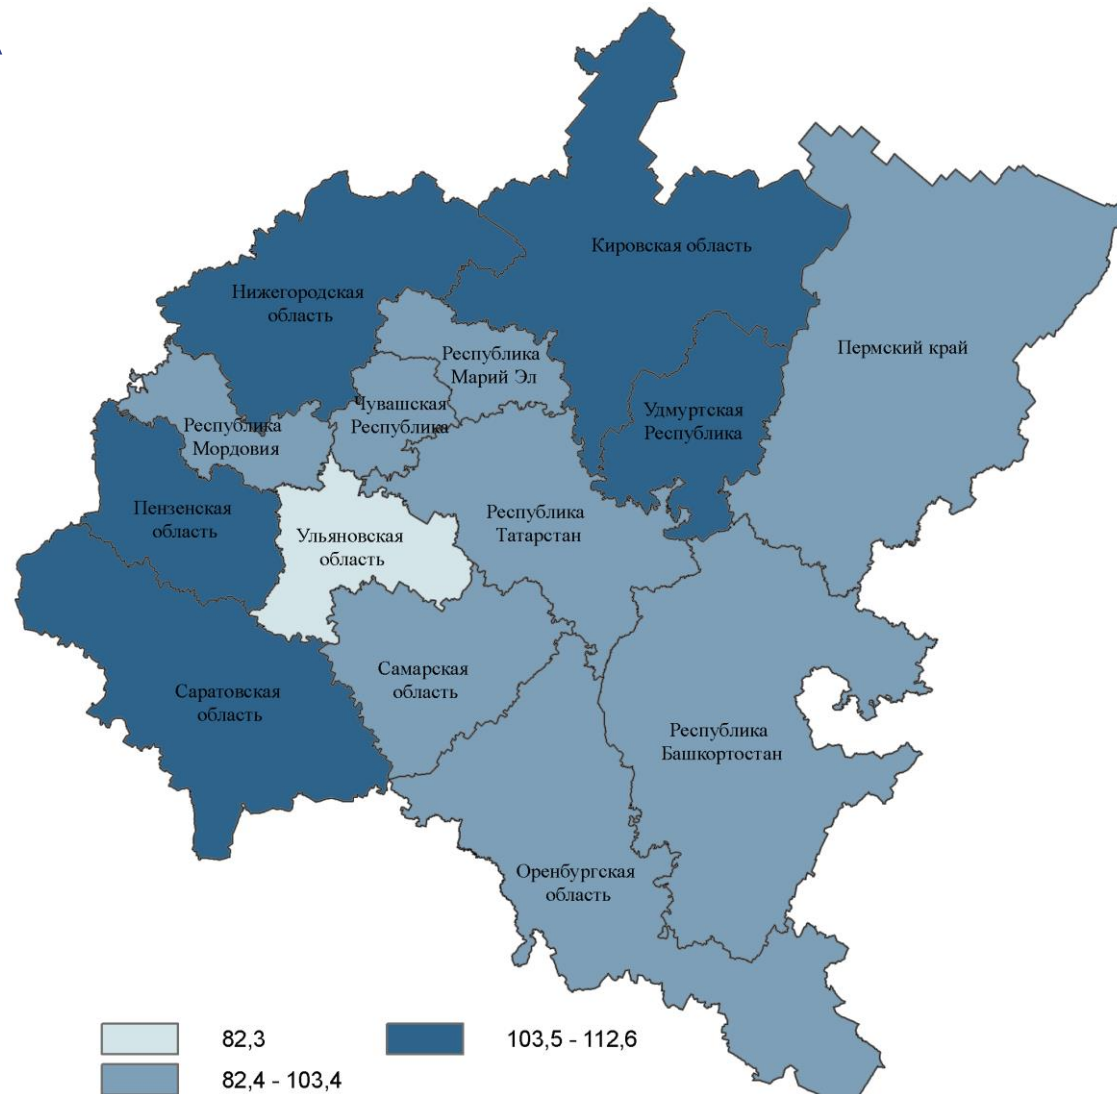 Кировская область
Нижегородская
область
Пермский край
Республика
Марий Эл
Чувашская
Республика
Удмуртская
Республика
Республика
Мордовия
Пензенская
область
Республика
Татарстан
Ульяновская
область
Самарская
область
Саратовская
область
Республика
Башкортостан
Оренбургская
область
82,3
103,5 - 112,6
82,4 - 103,4